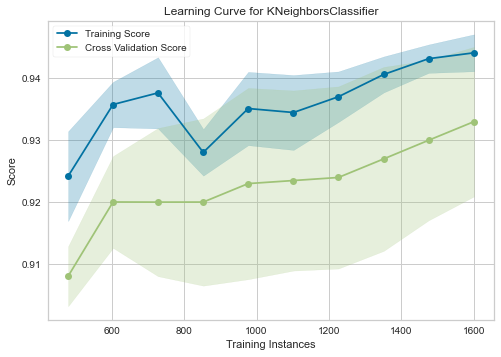 Learning Curve for KNeighborsClassifier
Training Score
Cross Validation Score
0.94
0.93
0.92
0.91
Score
600 800 1000 1200 1400 1600
Training Instances